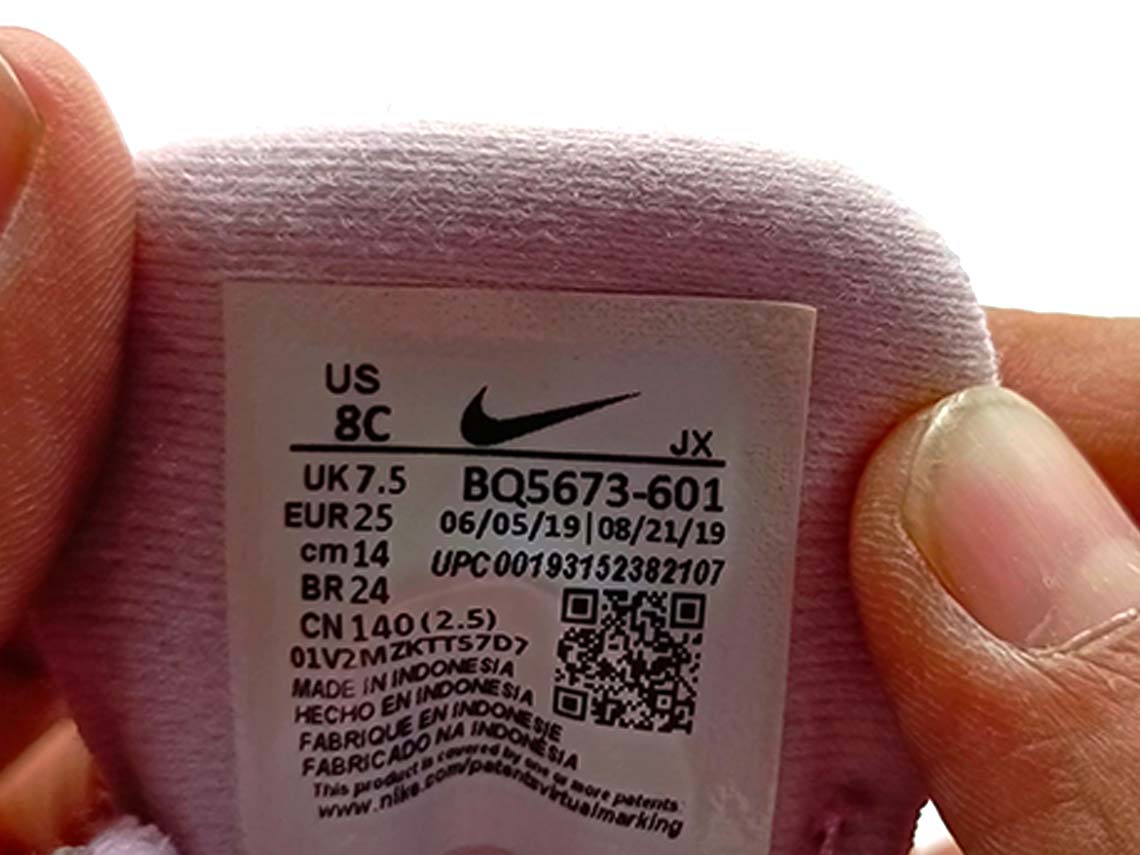 US
8C
JX
UK 7.5
BQ5673-601
EUR 25
06/05/19|08/21/19
cm 14
UPC 00193152382107
BR 24
CN 140 (2.5)
01V2MZKTT57D7
MADE IN INDONESIA
HECHO EN INDONESIA
FABRIQUE EN INDONESIE
FABRICADO NA INDONÉSIA
This product is covered by one or more patents:
www.nike.com/patentsvirtualmarking